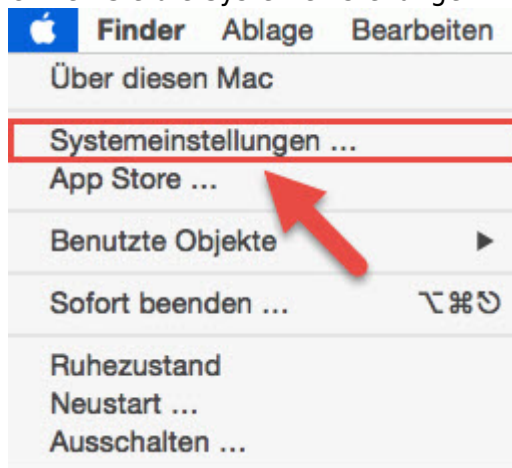 Finder Ablage Bearbeiten
Über diesen Mac
Systemeinstellungen ...
App Store ...
Benutzte Objekte ▶
Sofort beenden ... ⌥⌘⎋
Ruhezustand
Neustart ...
Ausschalten ...